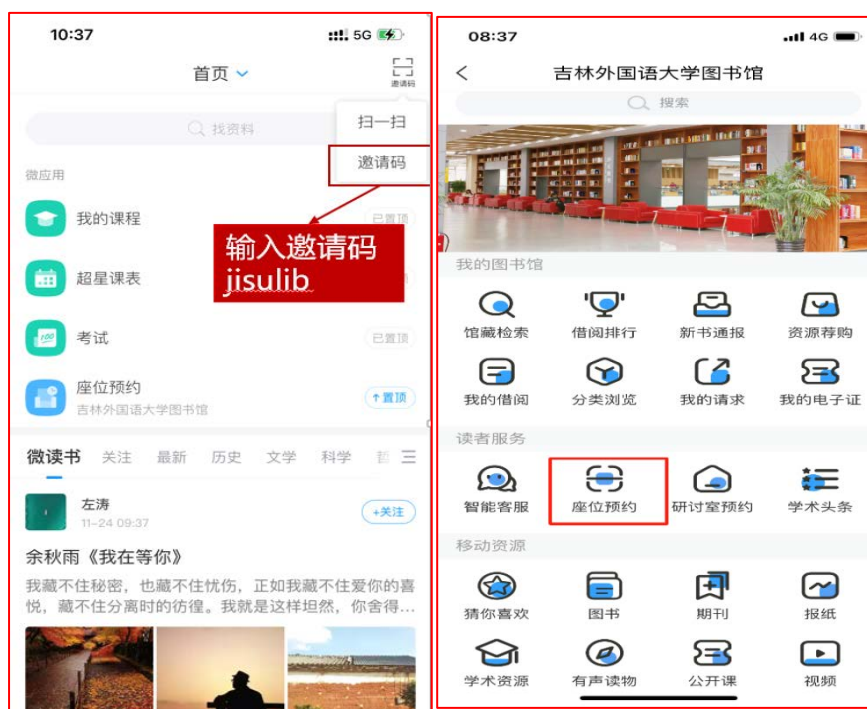 10:37
5G
首页
邀请码
找资料
扫一扫
邀请码
微应用
我的课程
已置顶
输入邀请码
jisulib
超星课表
考试
已置顶
座位预约
吉林外国语大学图书馆
↑置顶
微读书 关注 最新 历史 文学 科学
左涛
11-24 09:37
+关注
余秋雨《我在等你》
我藏不住秘密，也藏不住忧伤，正如我藏不住爱你的喜
悦，藏不住分离时的彷徨。我就是这样坦然，你舍得...
08:37
4G
吉林外国语大学图书馆
搜索
我的图书馆
馆藏检索 借阅排行 新书通报 资源荐购
我的借阅 分类浏览 我的请求 我的电子证
读者服务
智能客服 座位预约 研讨室预约 学术头条
移动资源
猜你喜欢 图书 期刊 报纸
学术资源 有声读物 公开课 视频